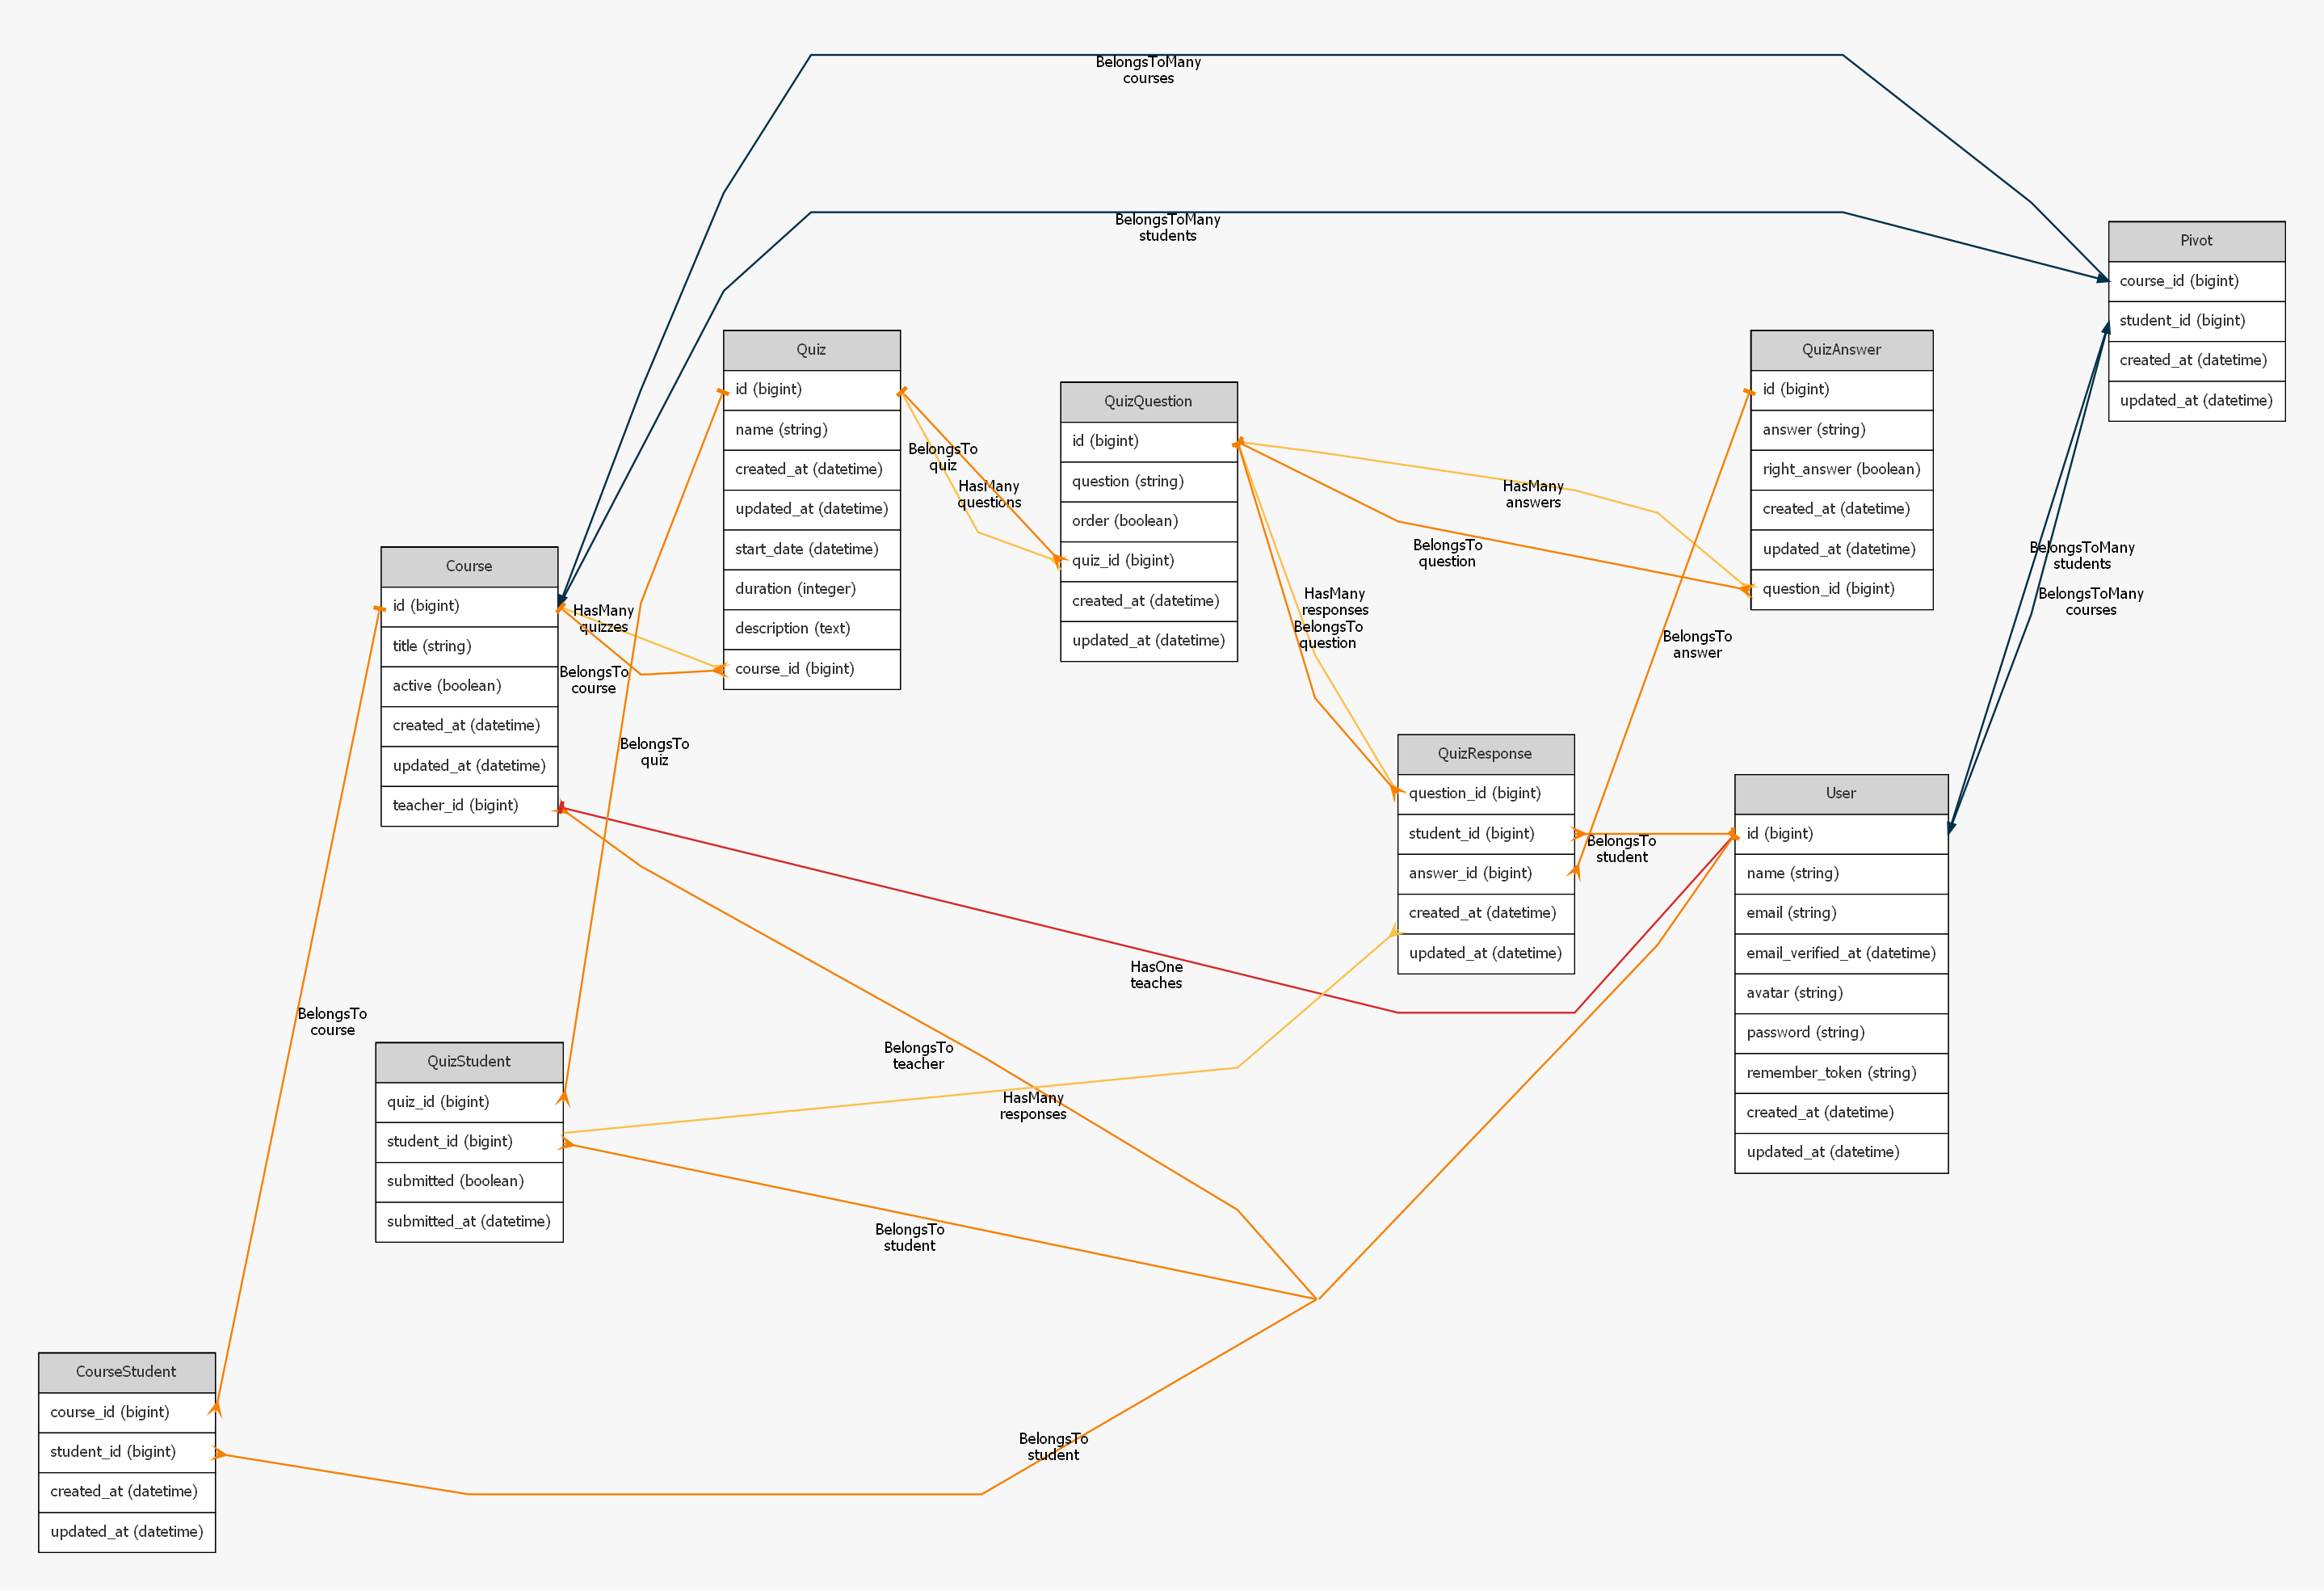 BelongsToMany
courses
BelongsToMany
students
Pivot
course_id (bigint)
student_id (bigint)
created_at (datetime)
updated_at (datetime)
Quiz
id (bigint)
name (string)
created_at (datetime)
updated_at (datetime)
start_date (datetime)
duration (integer)
description (text)
course_id (bigint)
QuizQuestion
id (bigint)
question (string)
order (boolean)
quiz_id (bigint)
created_at (datetime)
updated_at (datetime)
QuizAnswer
id (bigint)
answer (string)
right_answer (boolean)
created_at (datetime)
updated_at (datetime)
question_id (bigint)
BelongsTo
quiz
HasMany
questions
HasMany
answers
BelongsTo
question
HasMany
responses
BelongsTo
question
BelongsTo
answer
BelongsToMany
students
BelongsToMany
courses
Course
id (bigint)
title (string)
active (boolean)
created_at (datetime)
updated_at (datetime)
teacher_id (bigint)
HasMany
quizzes
BelongsTo
course
BelongsTo
quiz
QuizResponse
question_id (bigint)
student_id (bigint)
answer_id (bigint)
created_at (datetime)
updated_at (datetime)
BelongsTo
student
User
id (bigint)
name (string)
email (string)
email_verified_at (datetime)
avatar (string)
password (string)
remember_token (string)
created_at (datetime)
updated_at (datetime)
HasOne
teaches
BelongsTo
teacher
HasMany
responses
BelongsTo
course
QuizStudent
quiz_id (bigint)
student_id (bigint)
submitted (boolean)
submitted_at (datetime)
BelongsTo
student
CourseStudent
course_id (bigint)
student_id (bigint)
created_at (datetime)
updated_at (datetime)
BelongsTo
student